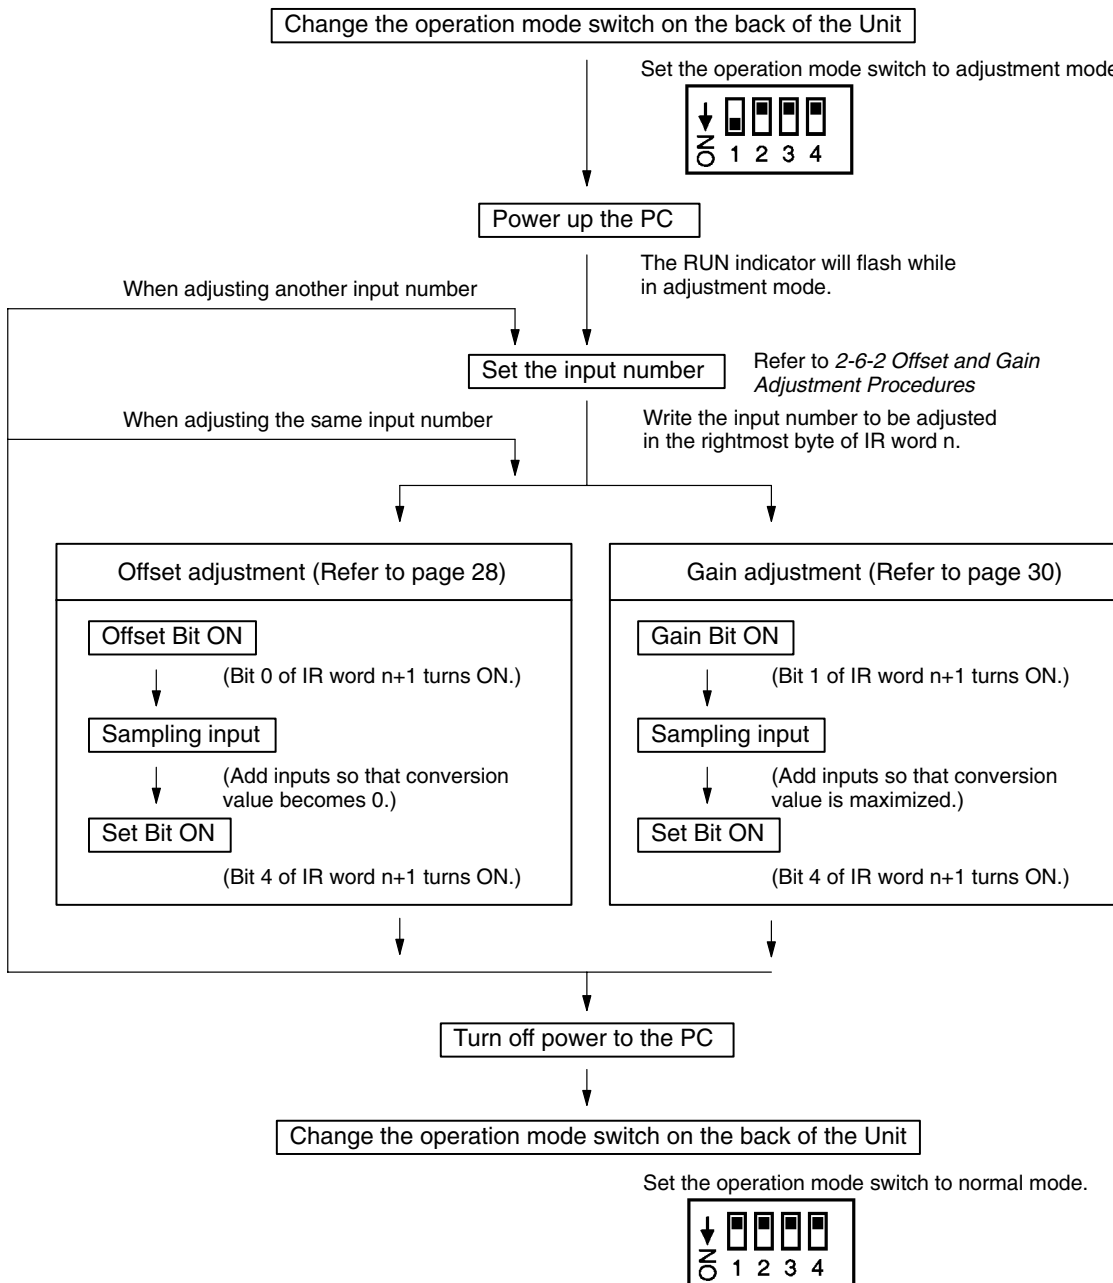 Change the operation mode switch on the back of the Unit
Set the operation mode switch to adjustment mode
ON
1 2 3 4
Power up the PC
The RUN indicator will flash while
in adjustment mode.
When adjusting another input number
Set the input number
Refer to 2-6-2 Offset and Gain
Adjustment Procedures
When adjusting the same input number
Write the input number to be adjusted
in the rightmost byte of IR word n.
Offset adjustment (Refer to page 28)
Offset Bit ON
(Bit 0 of IR word n+1 turns ON.)
Sampling input
(Add inputs so that conversion
value becomes 0.)
Set Bit ON
(Bit 4 of IR word n+1 turns ON.)
Gain adjustment (Refer to page 30)
Gain Bit ON
(Bit 1 of IR word n+1 turns ON.)
Sampling input
(Add inputs so that conversion
value is maximized.)
Set Bit ON
(Bit 4 of IR word n+1 turns ON.)
Turn off power to the PC
Change the operation mode switch on the back of the Unit
Set the operation mode switch to normal mode.
ON
1 2 3 4